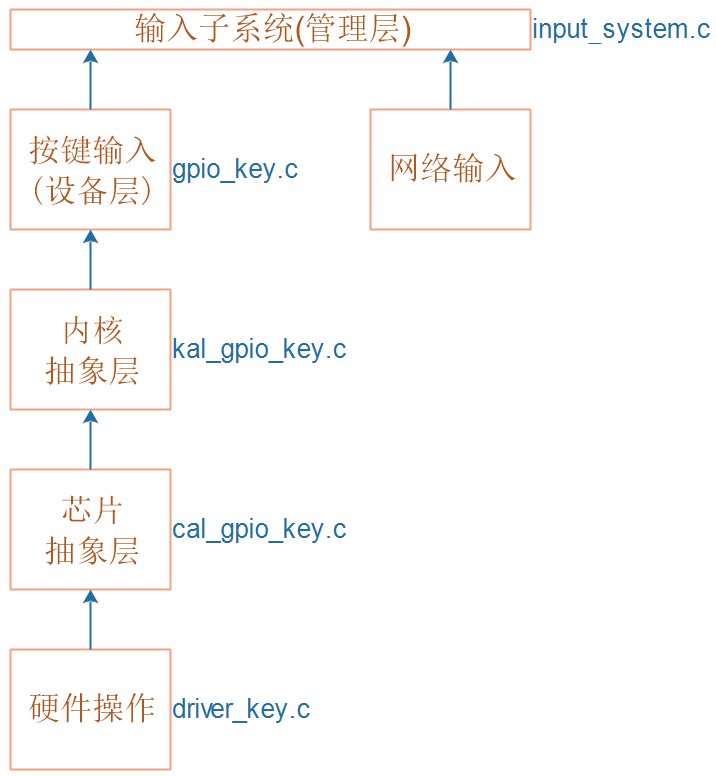 输入子系统(管理层)
input_system.c
按键输入
(设备层)
gpio_key.c
网络输入
内核
抽象层
kal_gpio_key.c
芯片
抽象层
cal_gpio_key.c
硬件操作
driver_key.c